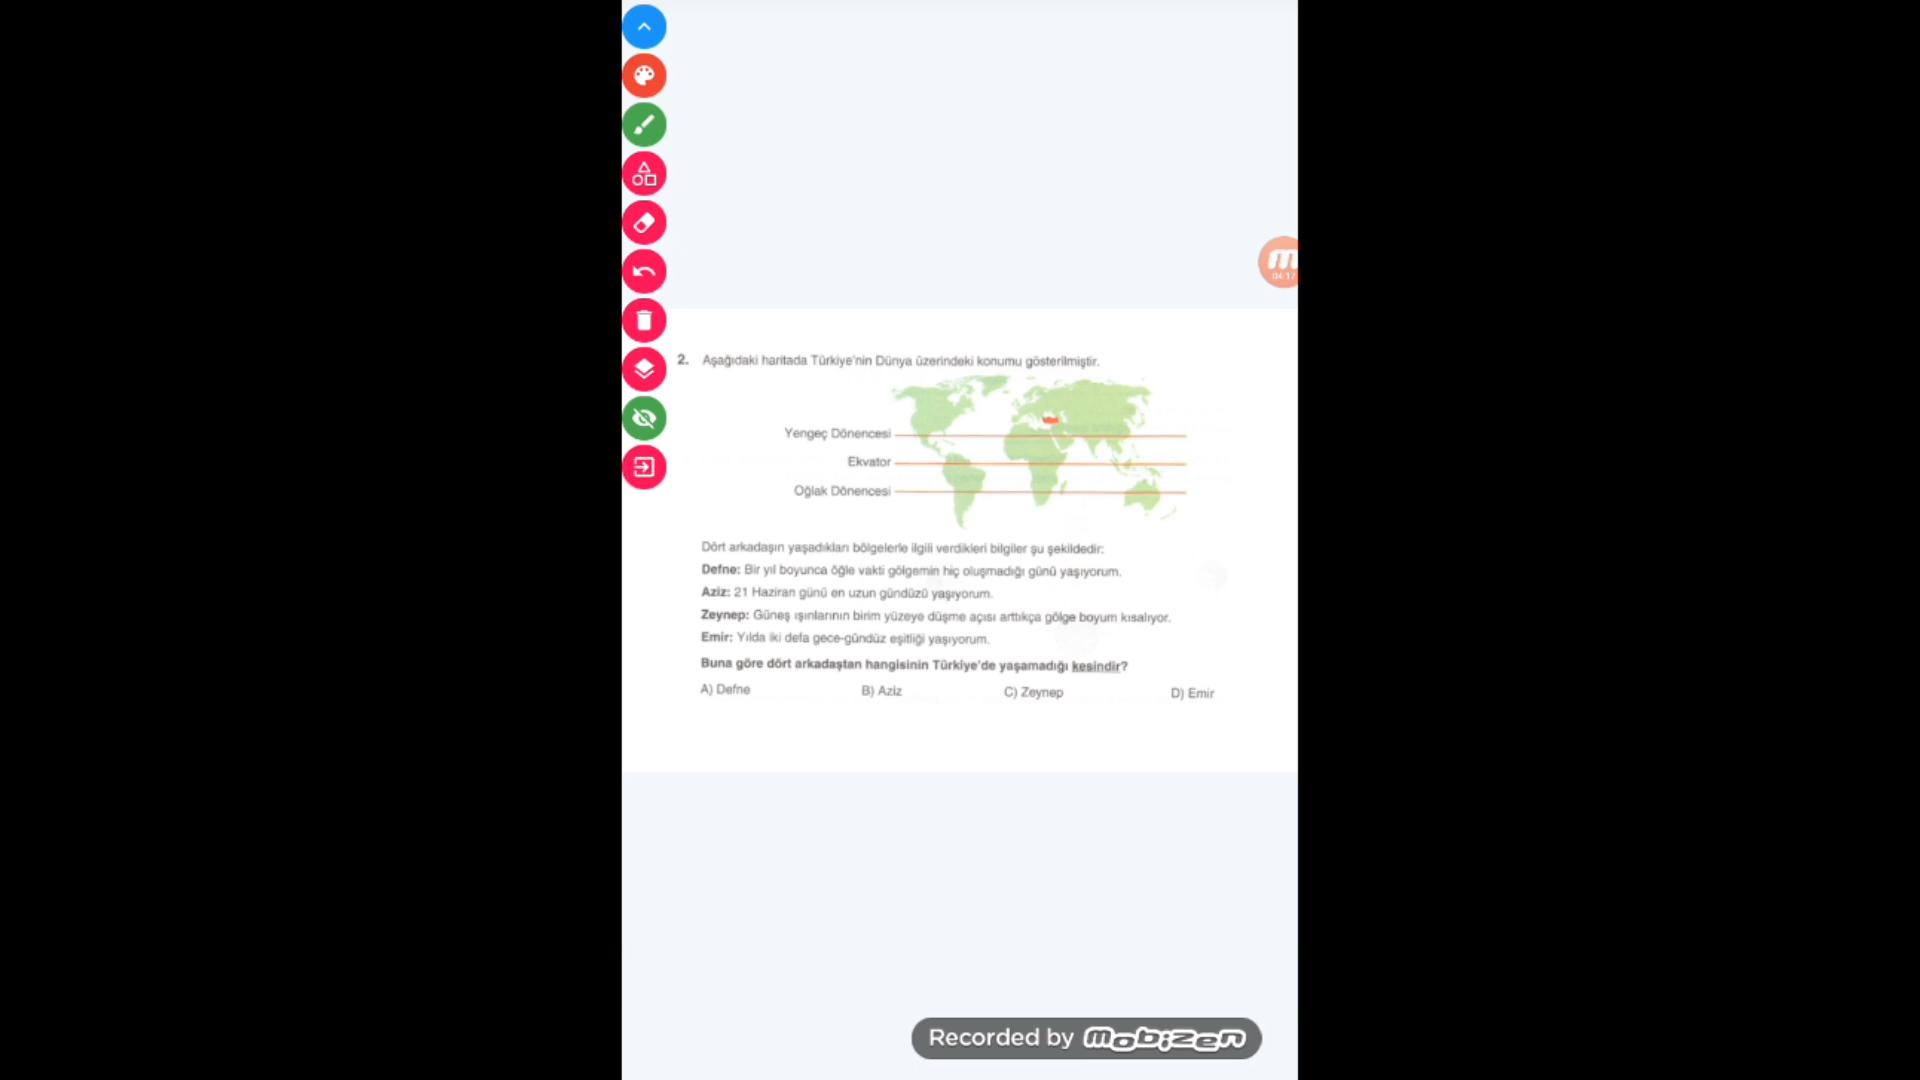 m
04:17
2. Aşağıdaki haritada Türkiye'nin Dünya üzerindeki konumu gösterilmiştir.
Yengeç Dönencesi
Ekvator
Oğlak Dönencesi
Dört arkadaşın yaşadıkları bölgelerle ilgili verdikleri bilgiler şu şekildedir:
Defne: Bir yıl boyunca öğle vakti gölgemin hiç oluşmadığı günü yaşıyorum.
Aziz: 21 Haziran günü en uzun gündüzü yaşıyorum.
Zeynep: Güneş ışınlarının birim yüzeye düşme açısı arttıkça gölge boyum kısalıyor.
Emir: Yılda iki defa gece-gündüz eşitliği yaşıyorum.
Buna göre dört arkadaştan hangisinin Türkiye'de yaşamadığı kesindir?
A) Defne B) Aziz C) Zeynep D) Emir
Recorded by mobizen